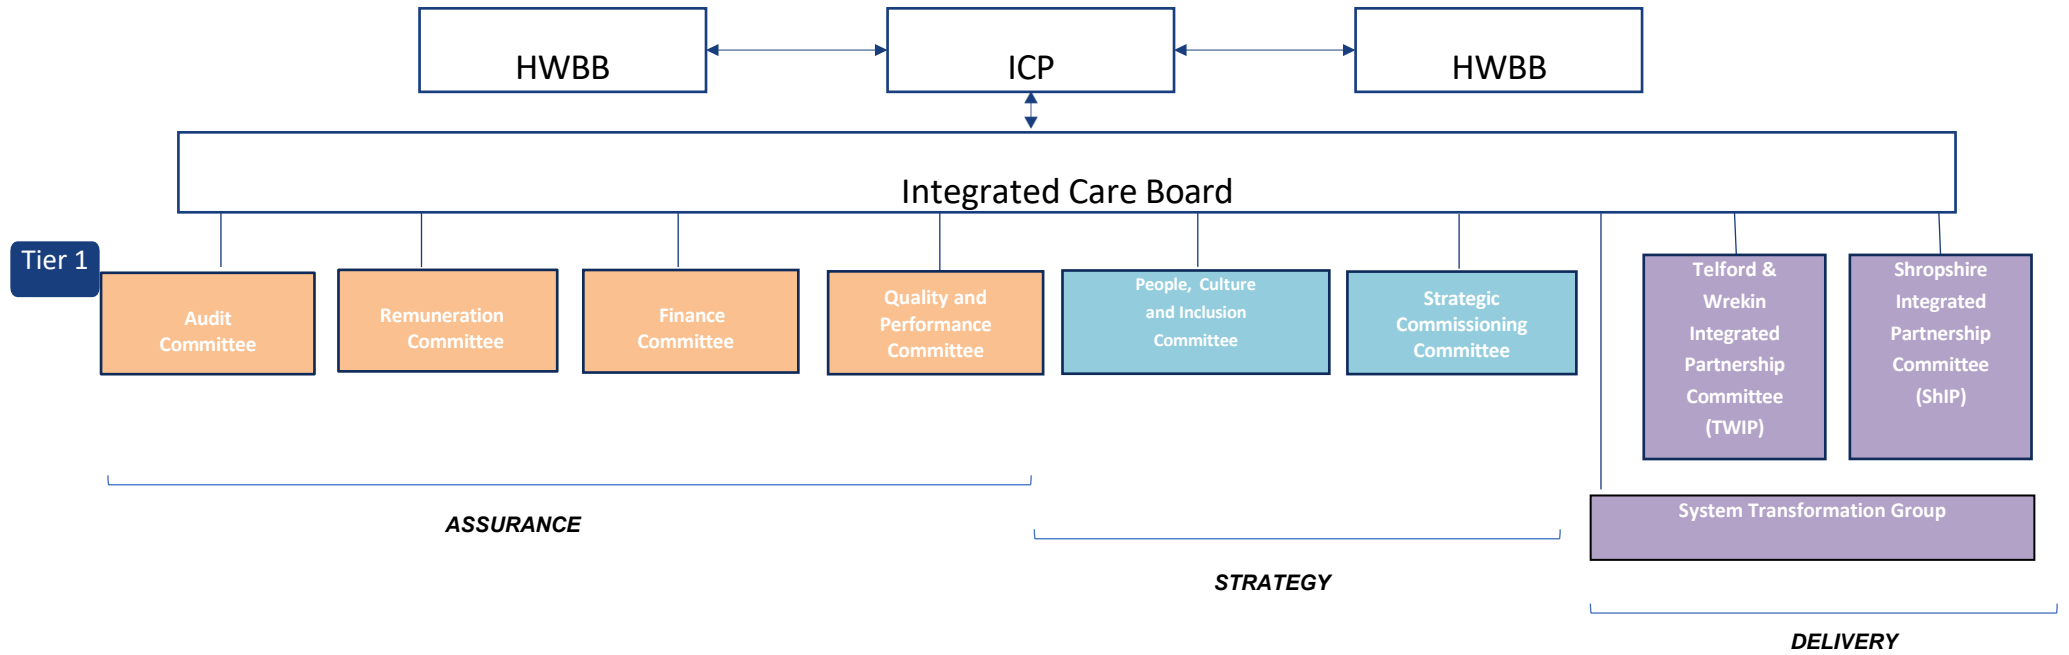 HWBB
ICP
HWBB
Integrated Care Board
Tier 1
Audit
Committee
Remuneration
Committee
Finance
Committee
Quality and
Performance
Committee
People, Culture
and Inclusion
Committee
Strategic
Commissioning
Committee
Telford &
Wrekin
Integrated
Partnership
Committee
(TWIP)
Shropshire
Integrated
Partnership
Committee
(ShIP)
System Transformation Group
ASSURANCE
STRATEGY
DELIVERY